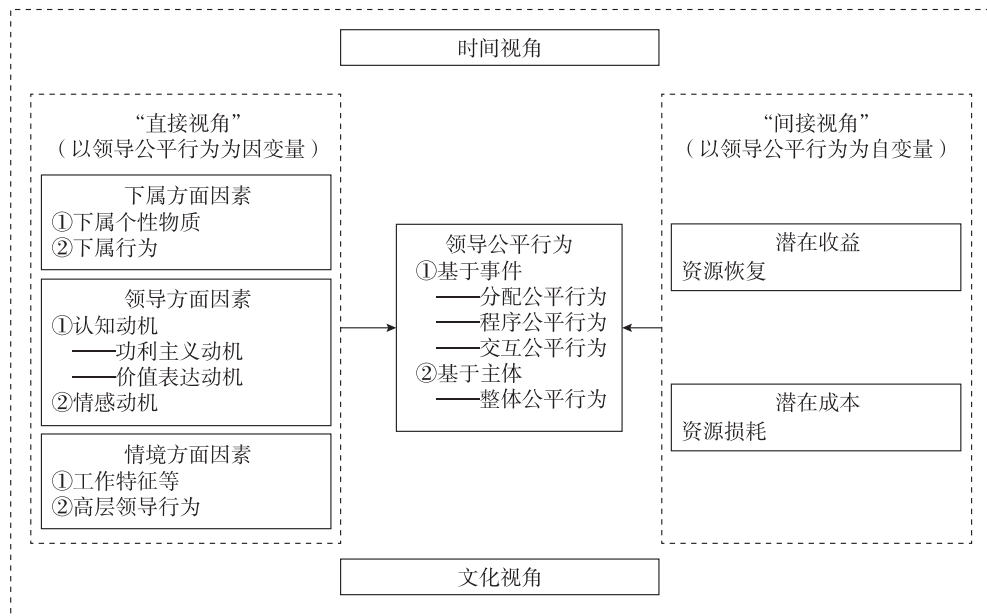 时间视角
“直接视角”
（以领导公平行为为因变量）
下属方面因素
①下属个性物质
②下属行为
领导方面因素
①认知动机
——功利主义动机
——价值表达动机
②情感动机
情境方面因素
①工作特征等
②高层领导行为
领导公平行为
①基于事件
——分配公平行为
——程序公平行为
——交互公平行为
②基于主体
——整体公平行为
“间接视角”
（以领导公平行为为自变量）
潜在收益
资源恢复
潜在成本
资源损耗
文化视角